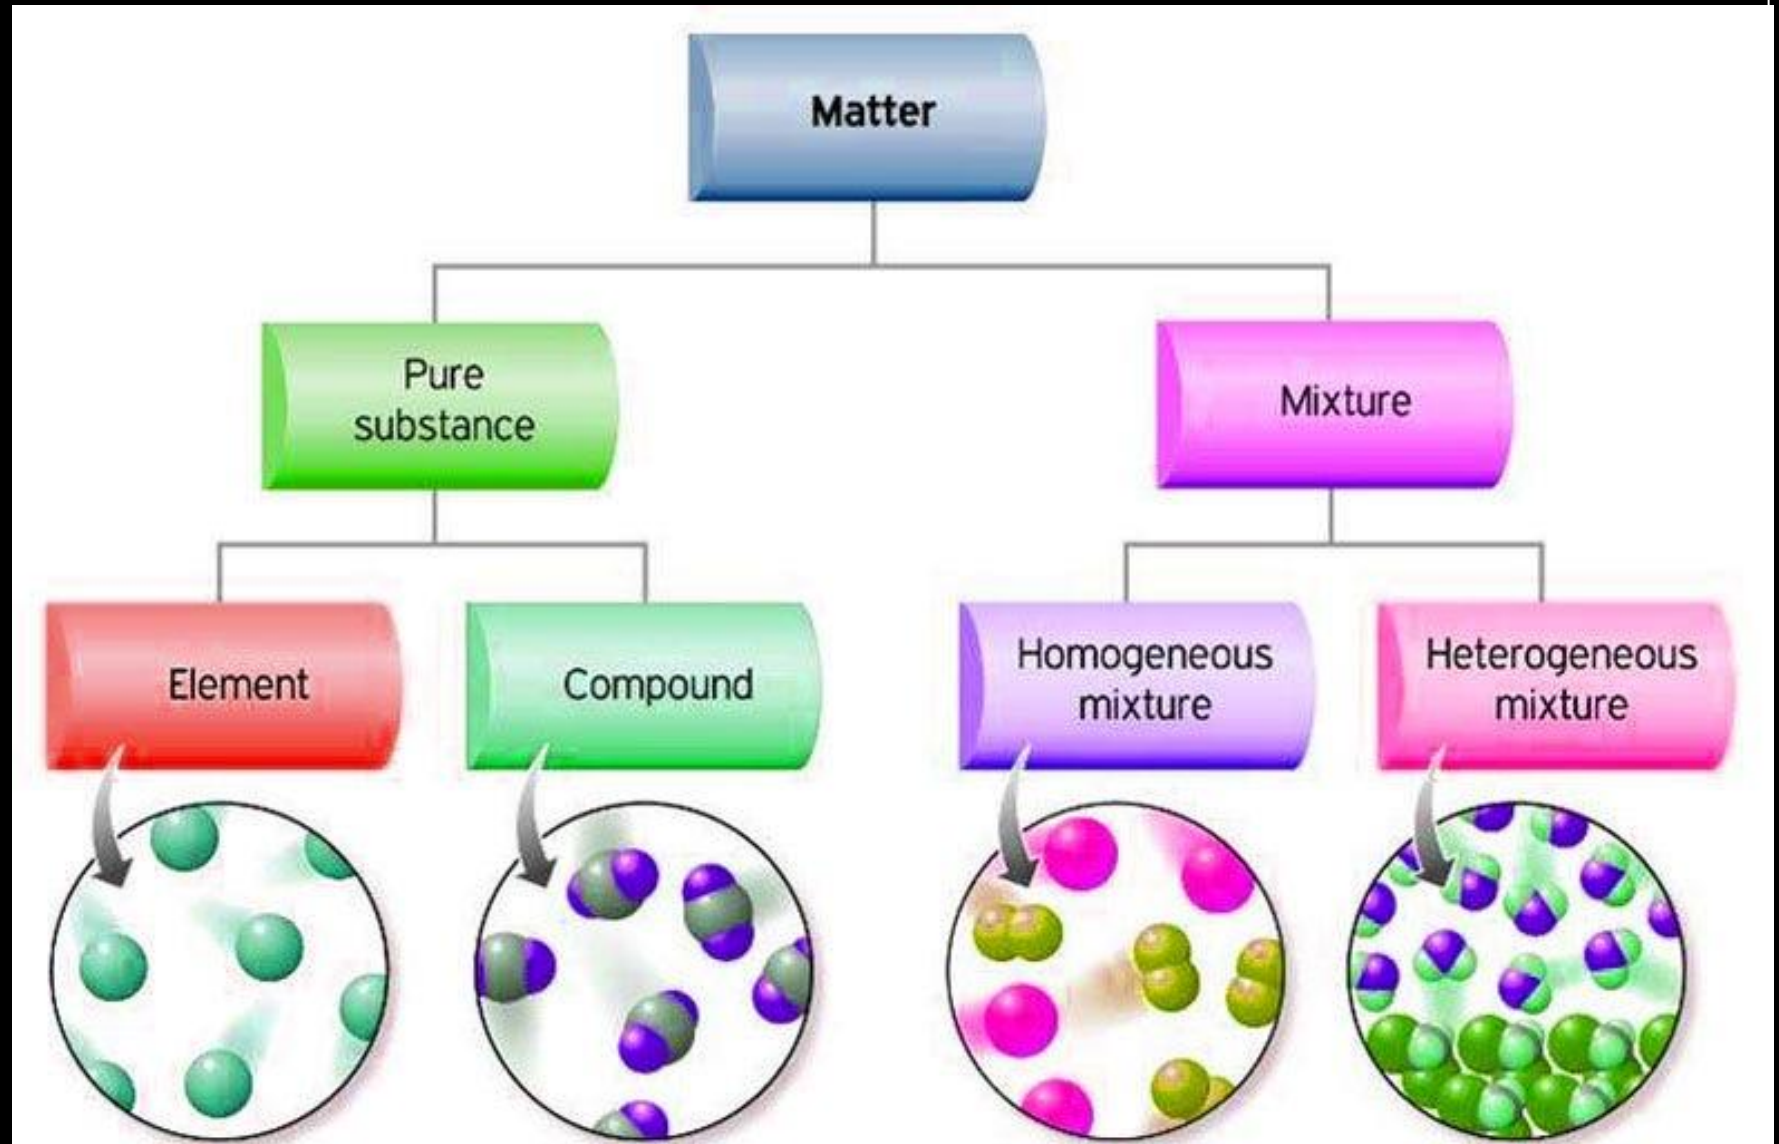 Matter
Pure
substance
Mixture
Element
Compound
Homogeneous
mixture
Heterogeneous
mixture